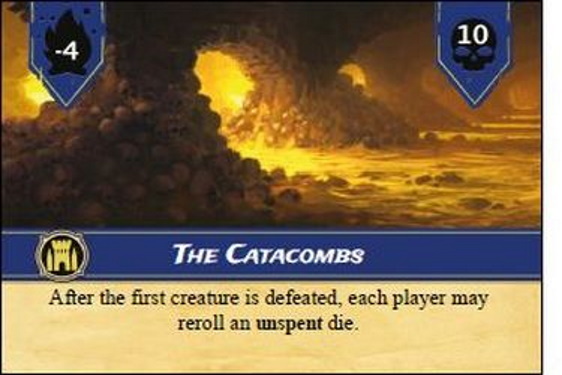 -4
10
THE CATACOMBS
After the first creature is defeated, each player may
reroll an unspent die.